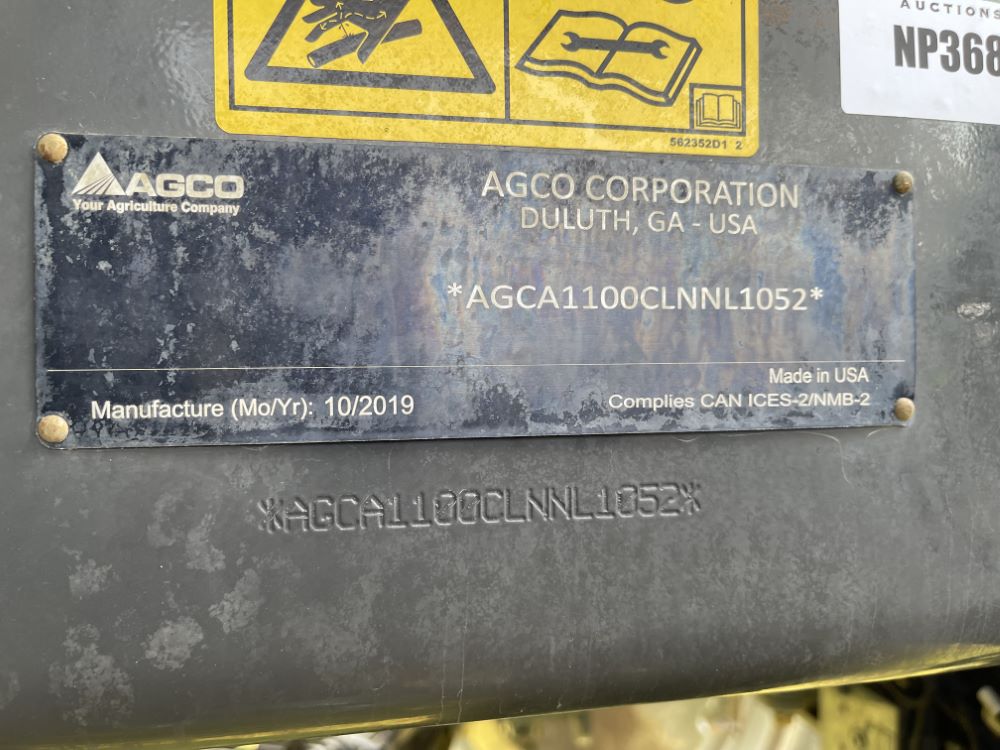 AUCTIONS
NP368
562352D1 2
AGCO
Your Agriculture Company
AGCO CORPORATION
DULUTH, GA - USA
*AGCA1100CLNNL1052*
Made in USA
Manufacture (Mo/Yr): 10/2019
Complies CAN ICES-2/NMB-2
*AGCA1100CLNNL1052*